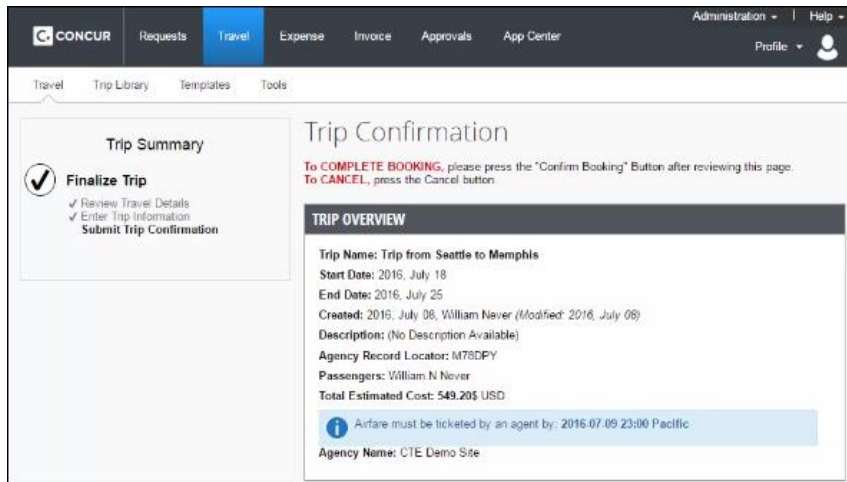 Administration | Help
C. CONCUR Requests Travel Expense Invoice Approvals App Center
Profile
Travel Trip Library Templates Tools
Trip Summary
Finalize Trip
Review Travel Details
Enter Trip Information
Submit Trip Confirmation
Trip Confirmation
To COMPLETE BOOKING, please press the "Confirm Booking" Button after reviewing this page.
To CANCEL, press the Cancel button.
TRIP OVERVIEW
Trip Name: Trip from Seattle to Memphis
Start Date: 2016, July 18
End Date: 2016, July 25
Created: 2016, July 08, William Never (Modified: 2016, July 08)
Description: (No Description Available)
Agency Record Locator: M78DPY
Passengers: William N Never
Total Estimated Cost: 549.20$ USD
Airfare must be ticketed by an agent by: 2016-07-09 23:00 Pacific
Agency Name: CTE Demo Site